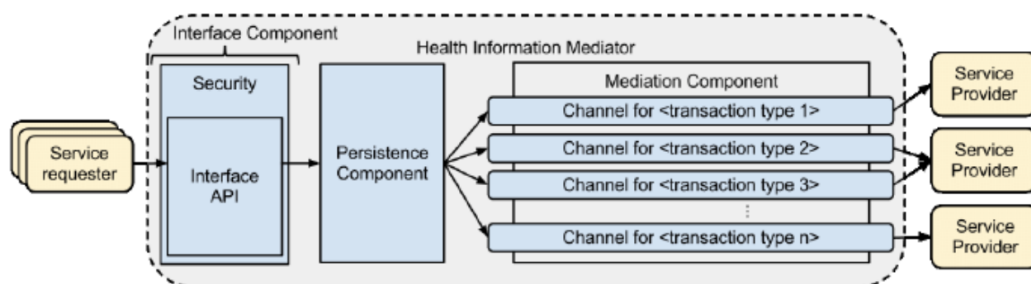 Interface Component
Health Information Mediator
Security
Interface
API
Service
requester
Persistence
Component
Mediation Component
Channel for <transaction type 1>
Channel for <transaction type 2>
Channel for <transaction type 3>
Channel for <transaction type n>
Service
Provider
Service
Provider
Service
Provider